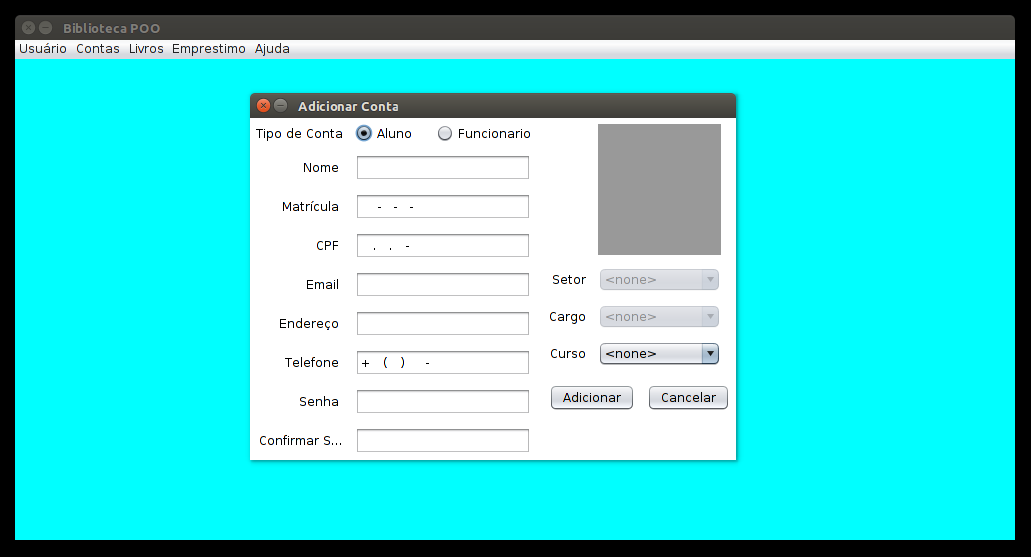 Biblioteca POO
Usuário Contas Livros Emprestimo Ajuda
Adicionar Conta
Tipo de Conta Aluno Funcionario
Nome
Matrícula - - -
CPF . . -
Email
Endereço
Telefone + ( ) -
Senha
Confirmar S...
Setor <none>
Cargo <none>
Curso <none>
Adicionar Cancelar